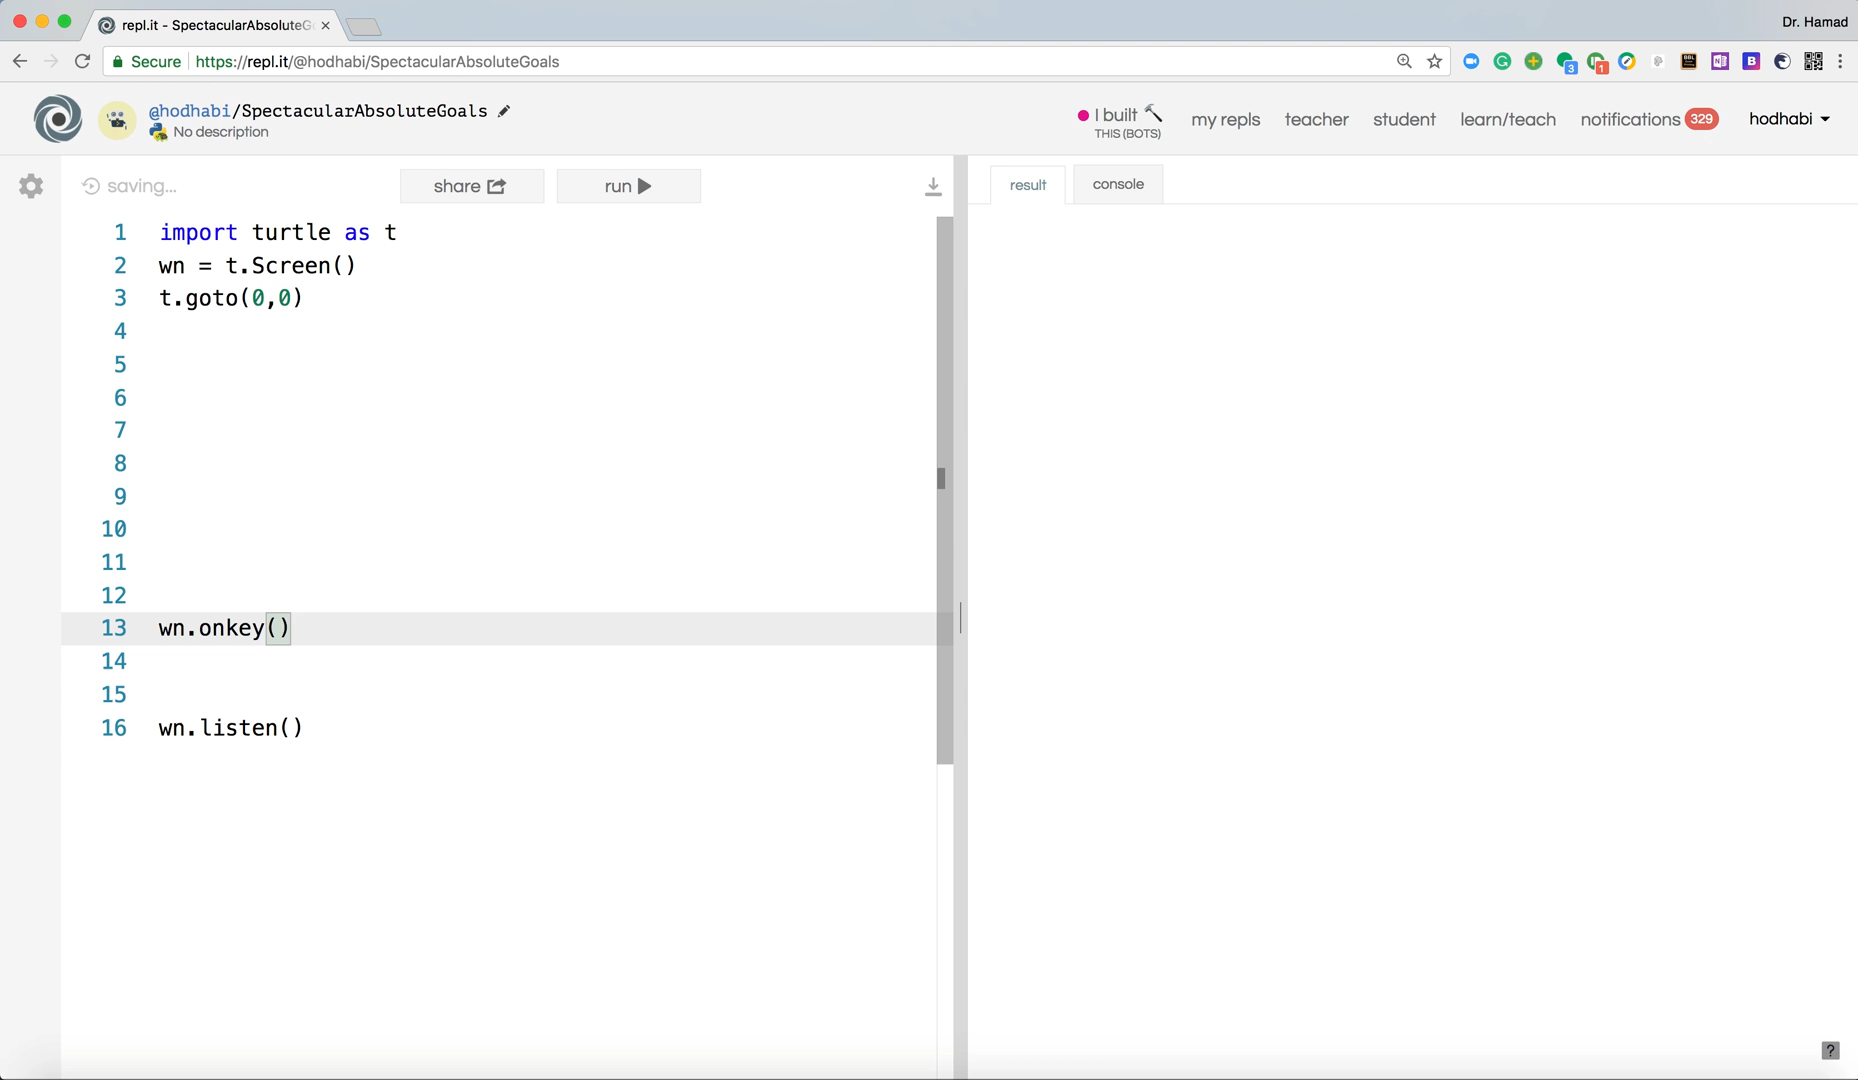 repl.it - SpectacularAbsoluteG
Dr. Hamad
Secure https://repl.it/@hodhabi/SpectacularAbsoluteGoals
3
1
@hodhabi/SpectacularAbsoluteGoals
No description
I built
THIS (BOTS)
my repls
teacher
student
learn/teach
notifications 329
hodhabi
saving...
share
run
result
console
1 import turtle as t
2 wn = t.Screen()
3 t.goto(0,0)
4
5
6
7
8
9
10
11
12
13 wn.onkey()
14
15
16 wn.listen()
?